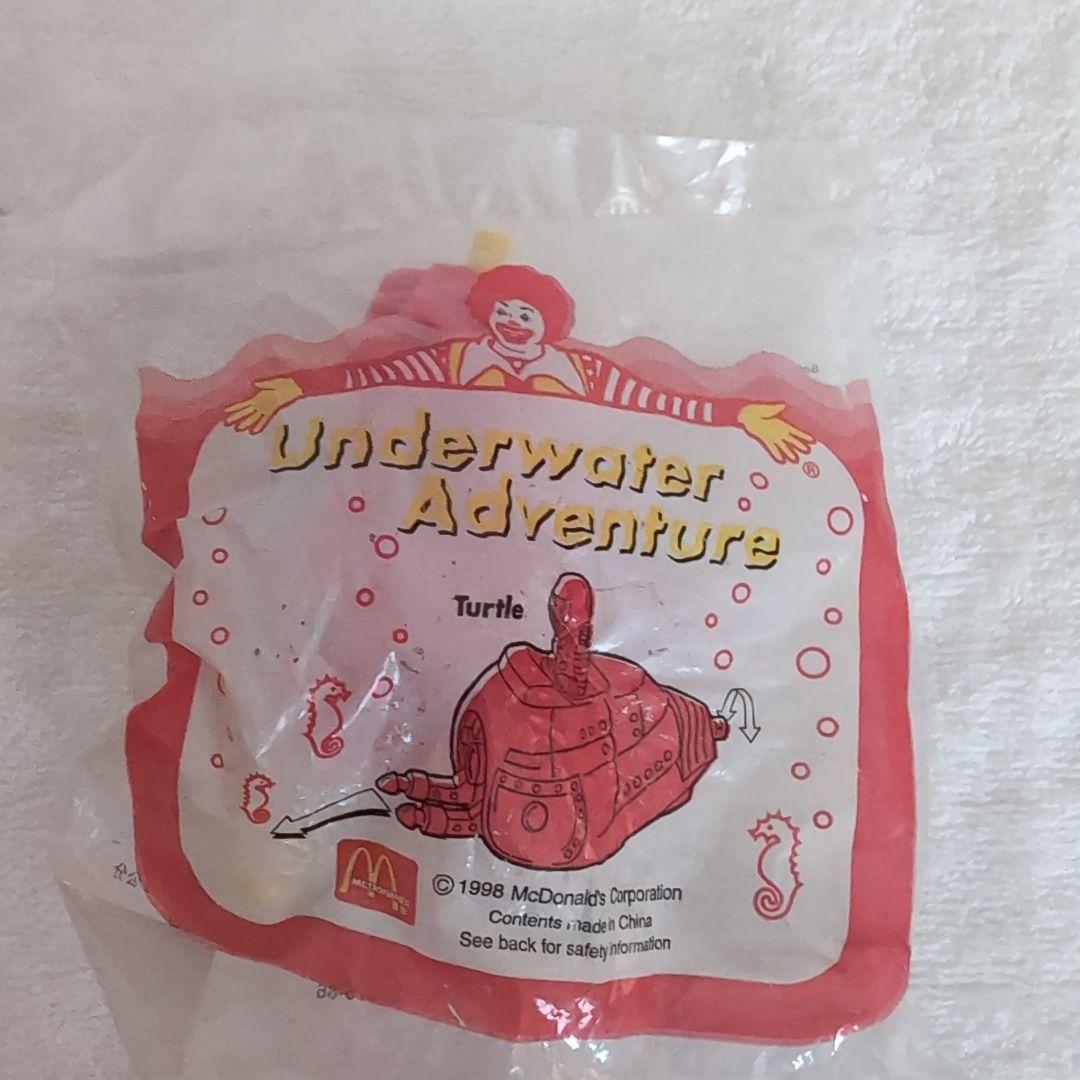 Underwater
Adventure
®
Turtle
McDonald's
®
© 1998 McDonald's Corporation
Contents made in China
See back for safety information